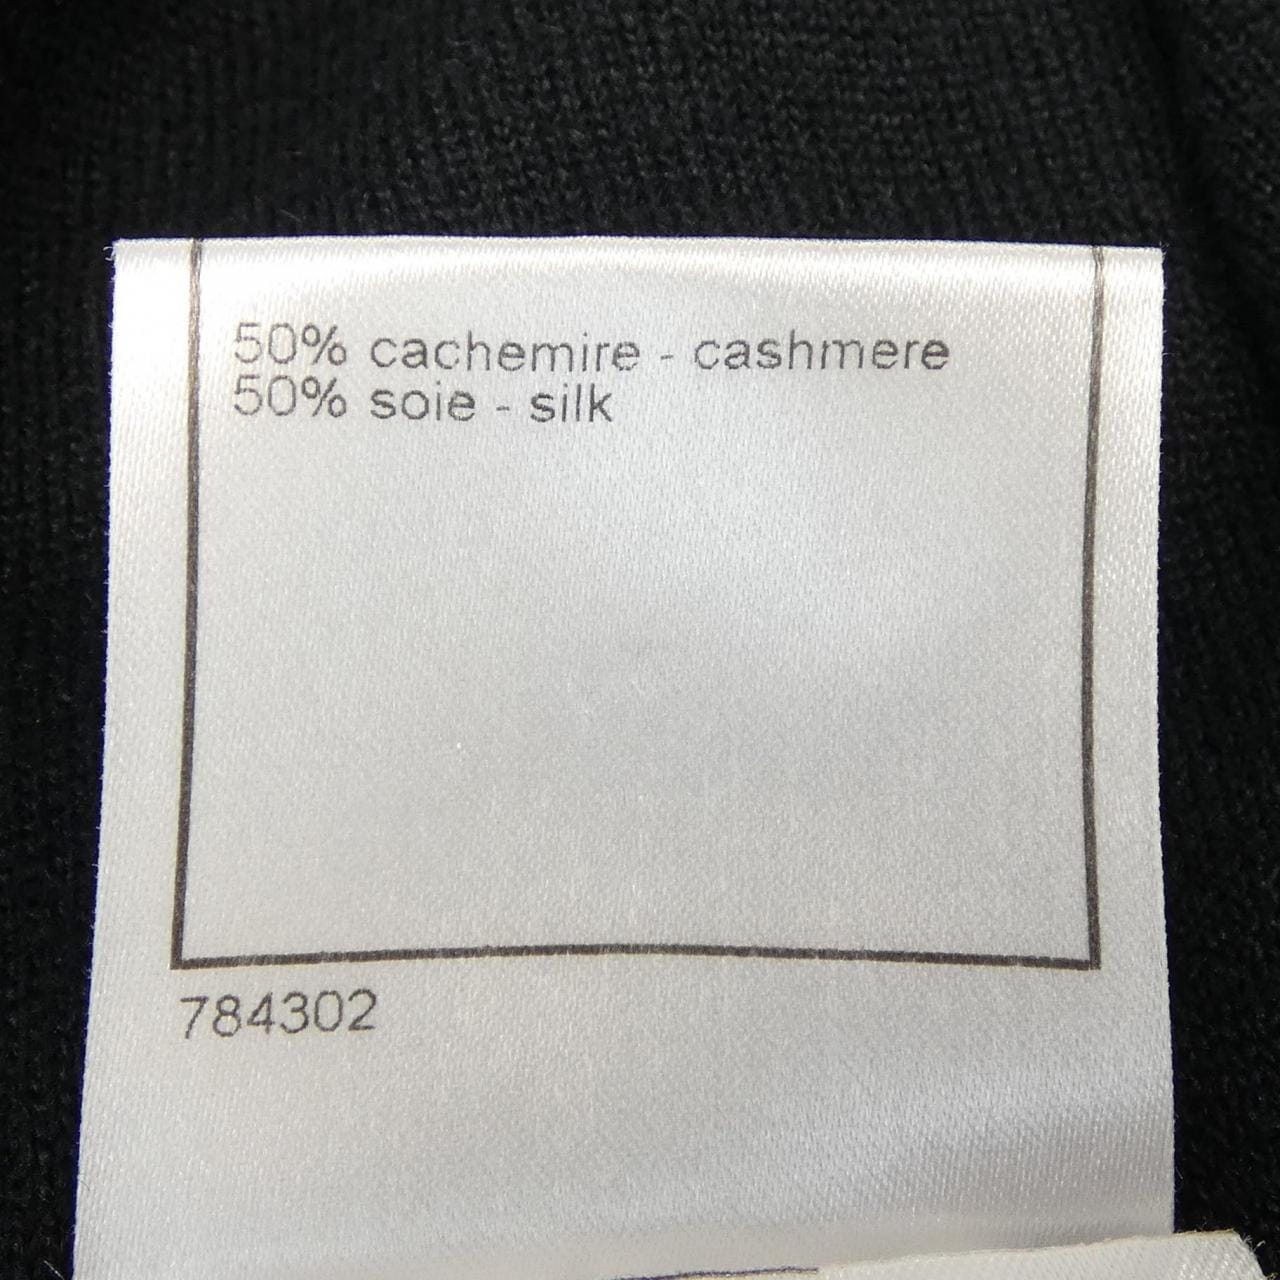 50% cachemire - cashmere
50% soie - silk
784302